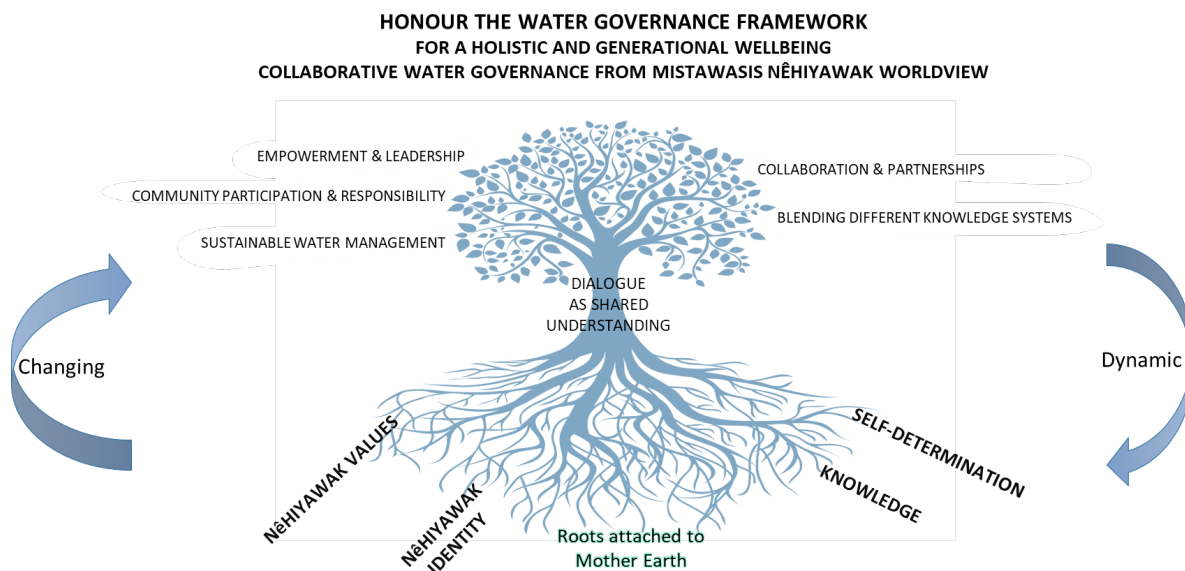 HONOUR THE WATER GOVERNANCE FRAMEWORK
FOR A HOLISTIC AND GENERATIONAL WELLBEING
COLLABORATIVE WATER GOVERNANCE FROM MISTAWASIS NÊHIYAWAK WORLDVIEW
EMPOWERMENT & LEADERSHIP
COMMUNITY PARTICIPATION & RESPONSIBILITY
SUSTAINABLE WATER MANAGEMENT
COLLABORATION & PARTNERSHIPS
BLENDING DIFFERENT KNOWLEDGE SYSTEMS
DIALOGUE
AS SHARED
UNDERSTANDING
Changing
Dynamic
NêHIYAWAK VALUES
NêHIYAWAK
IDENTITY
Roots attached to
Mother Earth
KNOWLEDGE
SELF-DETERMINATION